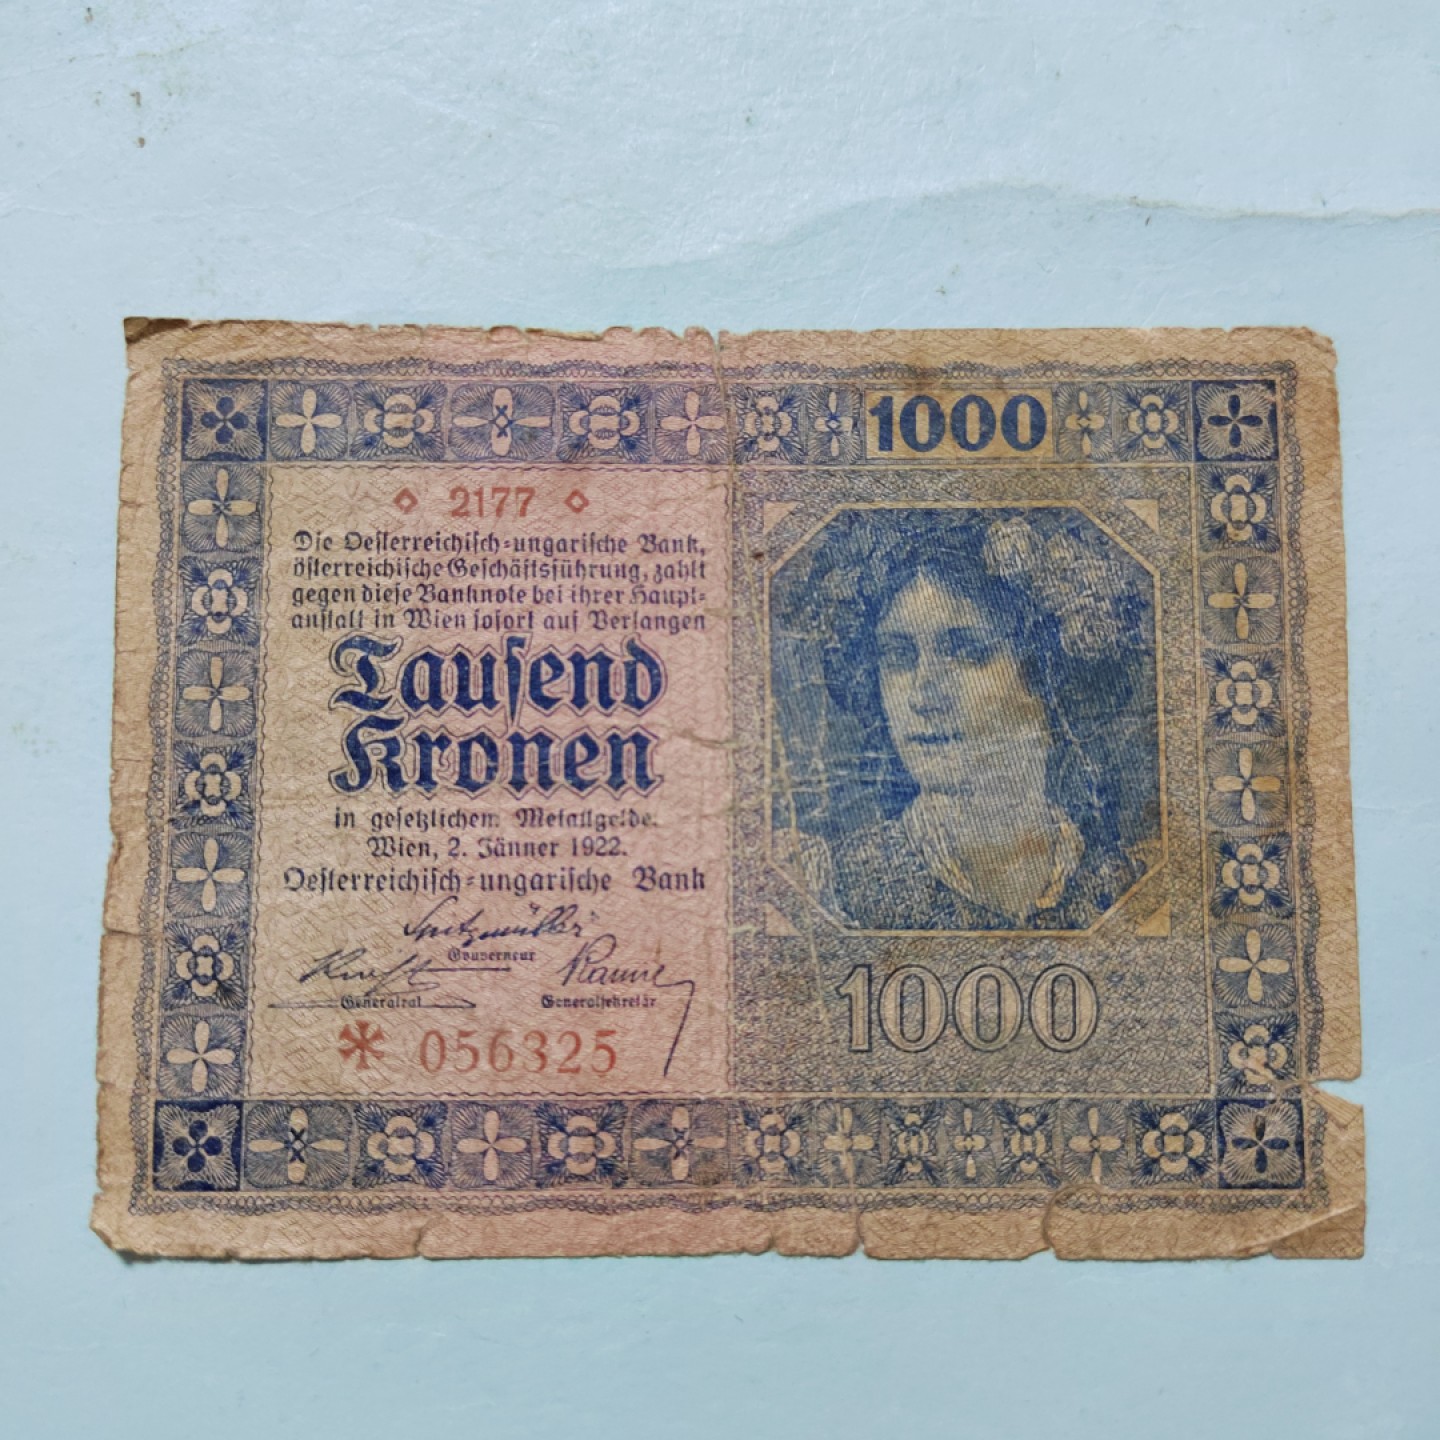 1000
◇ 2177 ◇
Die Oesterreichisch-ungarische Bank,
österreichische Geschäftsführung, zahlt
gegen diese Banknote bei ihrer Haupt-
anstalt in Wien sofort auf Verlangen
Tausend
Kronen
in gesetzlichem Metallgelde.
Wien, 2. Jänner 1922.
Oesterreichisch-ungarische Bank
Spitzmüller
Gouverneur
Generalrat
Generalsekretär
* 056325
1000